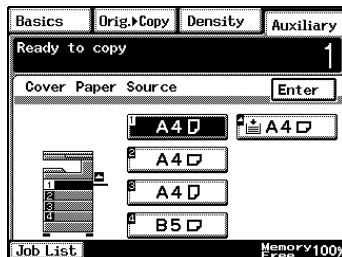 Basics Orig.▸Copy Density Auxiliary
Ready to copy 1
Cover Paper Source Enter
1 A4 A4
2 A4
3 A4
4 B5
1
2
3
4
Job List Memory Free 100%